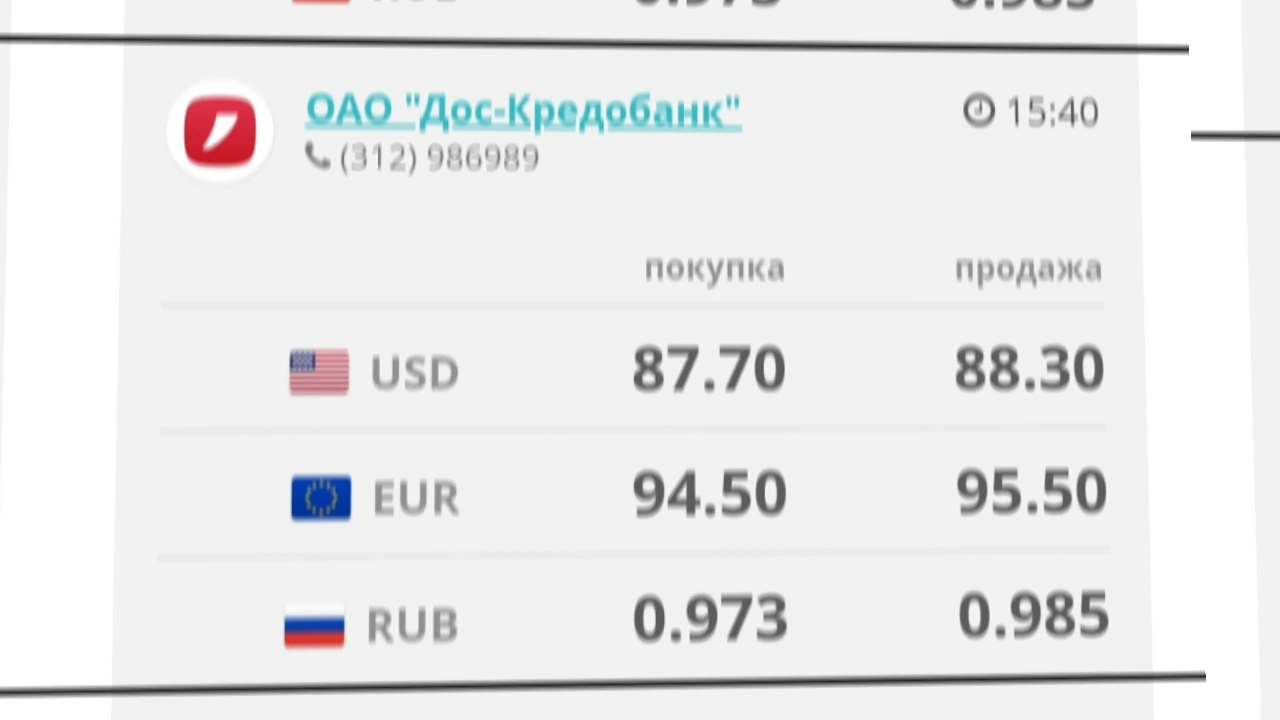 ОАО "Дос-Кредобанк" 15:40
(312) 986989
покупка продажа
USD 87.70 88.30
EUR 94.50 95.50
RUB 0.973 0.985